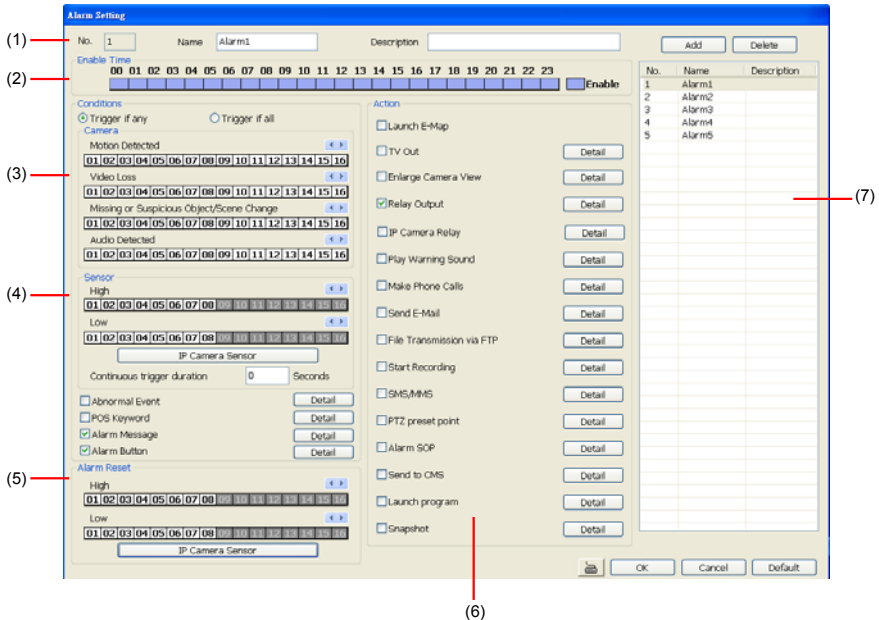 Alarm Setting
(1)
No. 1 Name Alarm1 Description
Add Delete
(2)
Enable Time
00 01 02 03 04 05 06 07 08 09 10 11 12 13 14 15 16 17 18 19 20 21 22 23
Enable
Conditions
Trigger if any Trigger if all
(3)
Camera
Motion Detected
01 02 03 04 05 06 07 08 09 10 11 12 13 14 15 16
Video Loss
01 02 03 04 05 06 07 08 09 10 11 12 13 14 15 16
Missing or Suspicious Object/Scene Change
01 02 03 04 05 06 07 08 09 10 11 12 13 14 15 16
Audio Detected
01 02 03 04 05 06 07 08 09 10 11 12 13 14 15 16
(4)
Sensor
High
01 02 03 04 05 06 07 08 09 10 11 12 13 14 15 16
Low
01 02 03 04 05 06 07 08 09 10 11 12 13 14 15 16
IP Camera Sensor
Continuous trigger duration 0 Seconds
Abnormal Event Detail
POS Keyword Detail
Alarm Message Detail
Alarm Button Detail
(5)
Alarm Reset
High
01 02 03 04 05 06 07 08 09 10 11 12 13 14 15 16
Low
01 02 03 04 05 06 07 08 09 10 11 12 13 14 15 16
IP Camera Sensor
Action
Launch E-Map
TV Out Detail
Enlarge Camera View Detail
Relay Output Detail
IP Camera Relay Detail
Play Warning Sound Detail
Make Phone Calls Detail
Send E-Mail Detail
File Transmission via FTP Detail
Start Recording Detail
SMS/MMS Detail
PTZ preset point Detail
Alarm SOP Detail
Send to CMS Detail
Launch program Detail
Snapshot Detail
(6)
No. Name Description
1 Alarm1
2 Alarm2
3 Alarm3
4 Alarm4
5 Alarm5
(7)
OK Cancel Default